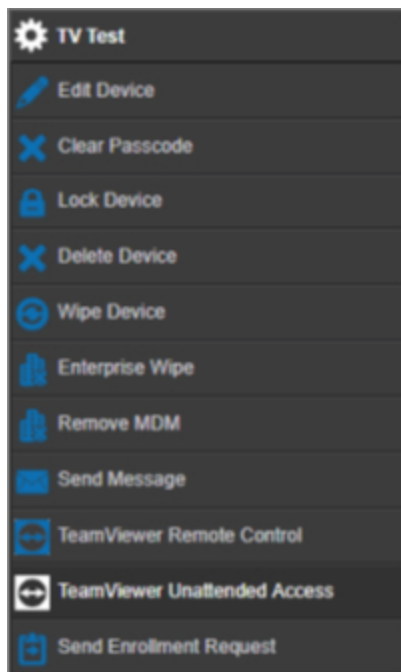 TV Test
Edit Device
Clear Passcode
Lock Device
Delete Device
Wipe Device
Enterprise Wipe
Remove MDM
Send Message
TeamViewer Remote Control
TeamViewer Unattended Access
Send Enrollment Request